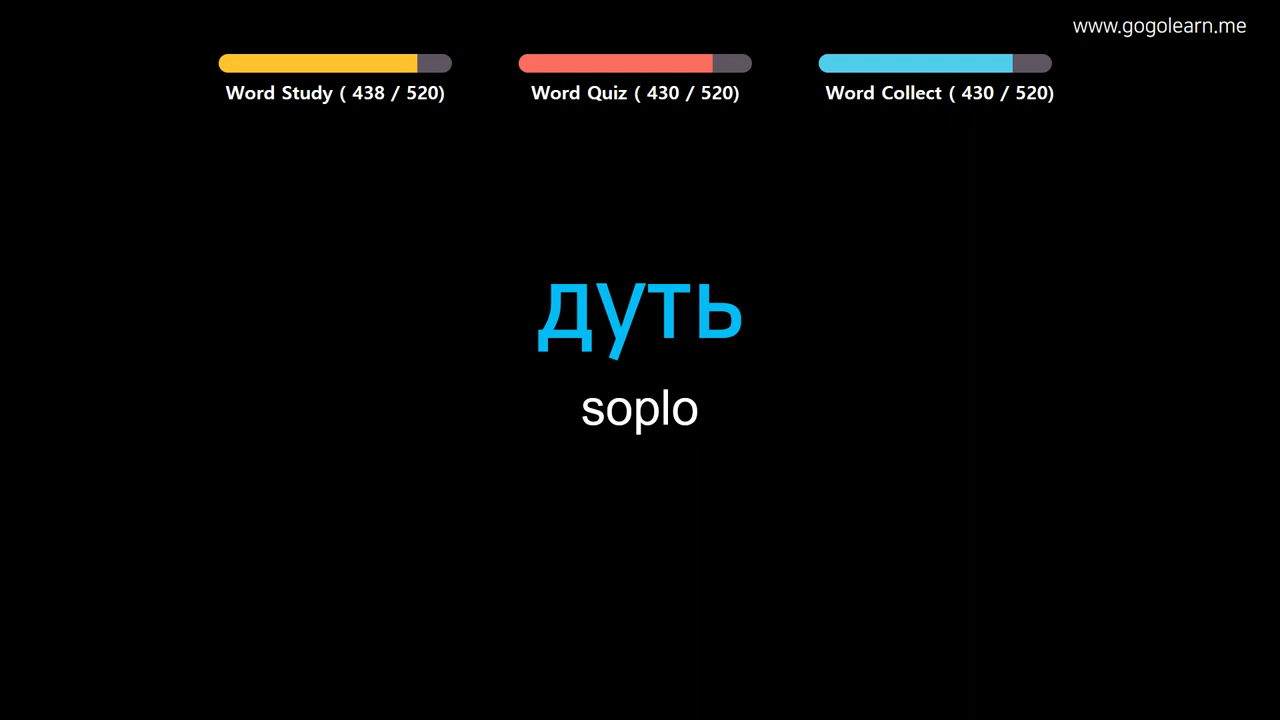 www.gogolearn.me
Word Study ( 438 / 520)
Word Quiz ( 430 / 520)
Word Collect ( 430 / 520)
дуть
soplo